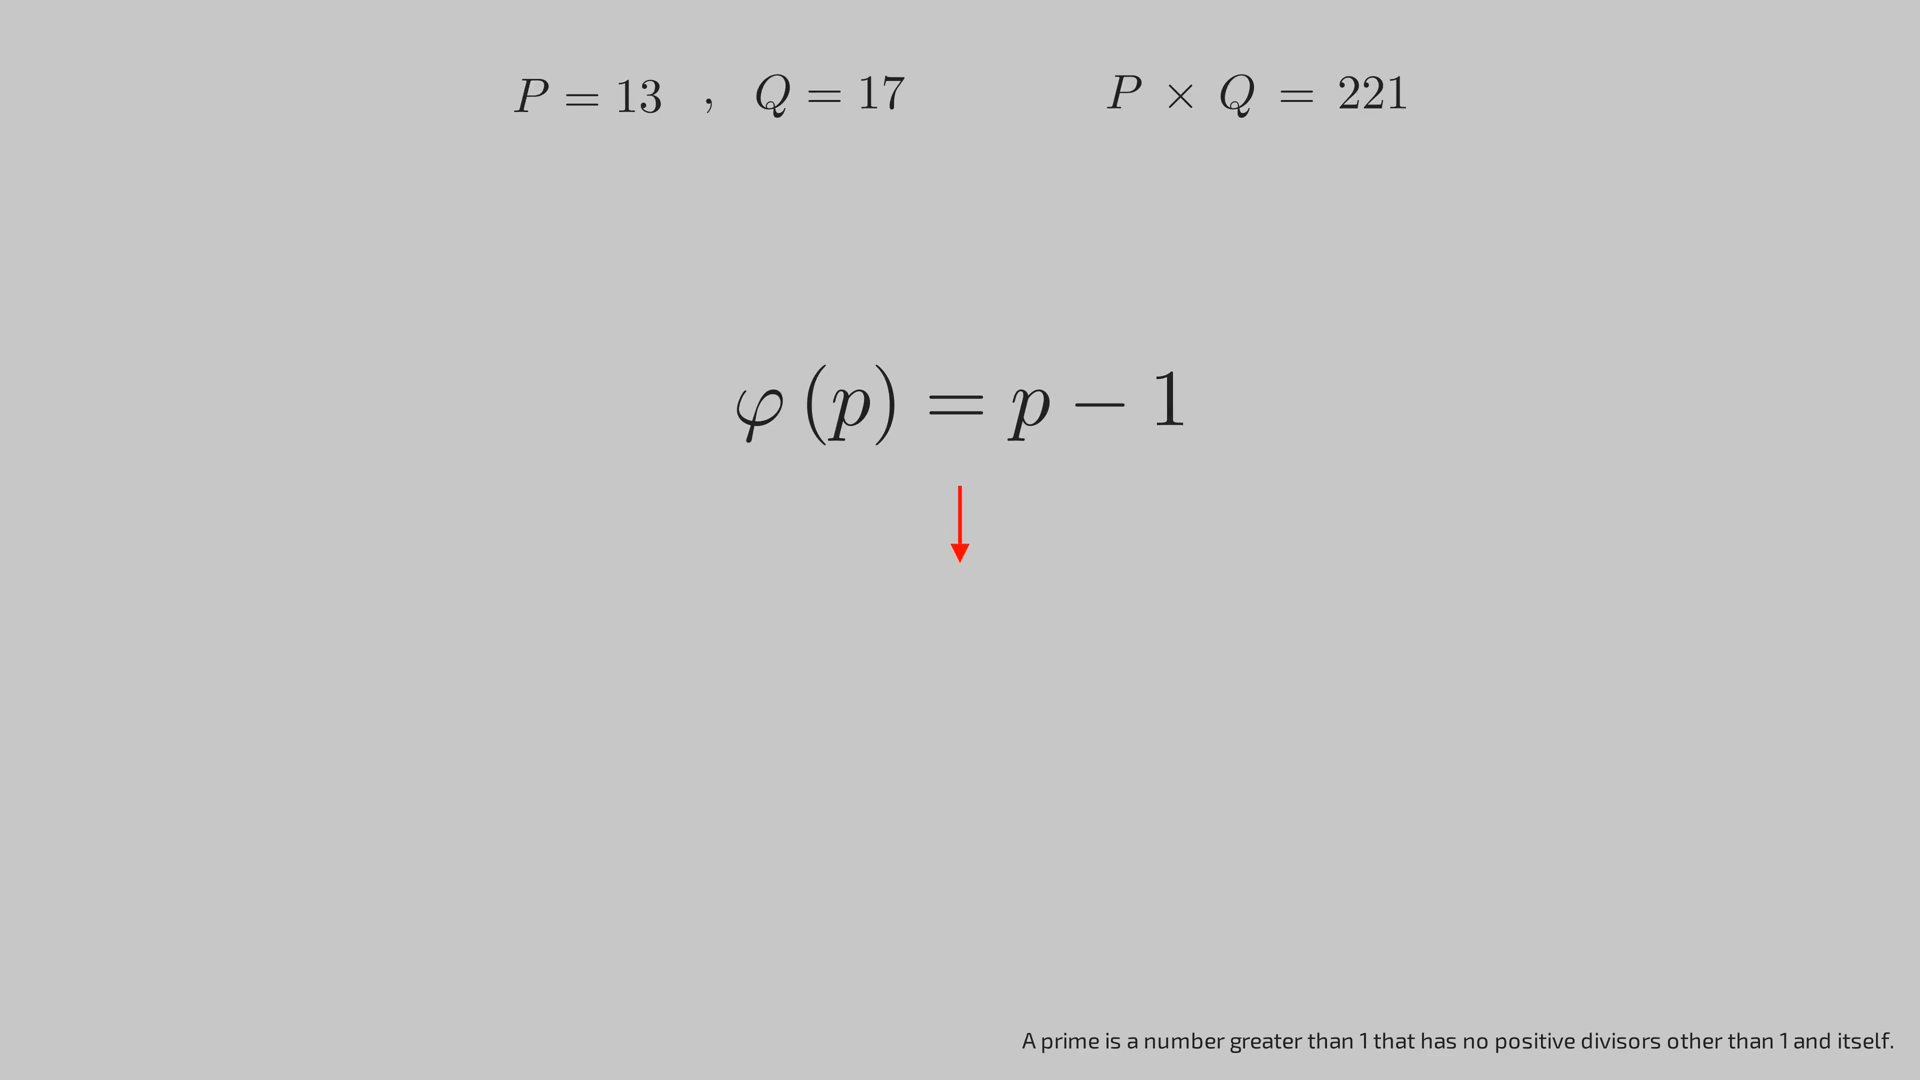 P = 13 , Q = 17 P × Q = 221
φ (p) = p − 1
A prime is a number greater than 1 that has no positive divisors other than 1 and itself.